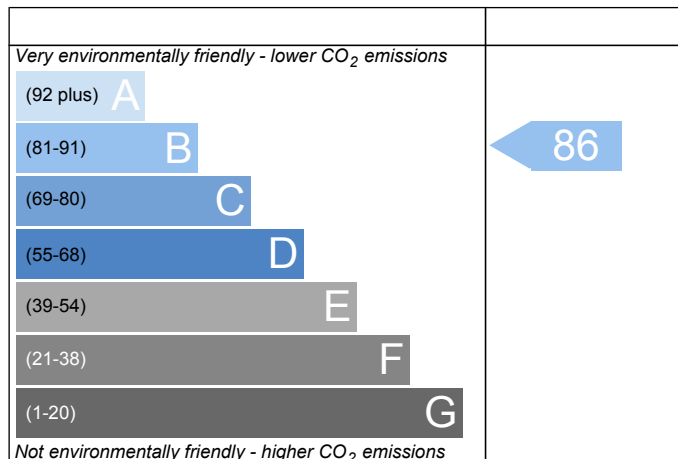 Very environmentally friendly - lower CO2 emissions
(92 plus) A
(81-91) B
86
(69-80) C
(55-68) D
(39-54) E
(21-38) F
(1-20) G
Not environmentally friendly - higher CO2 emissions